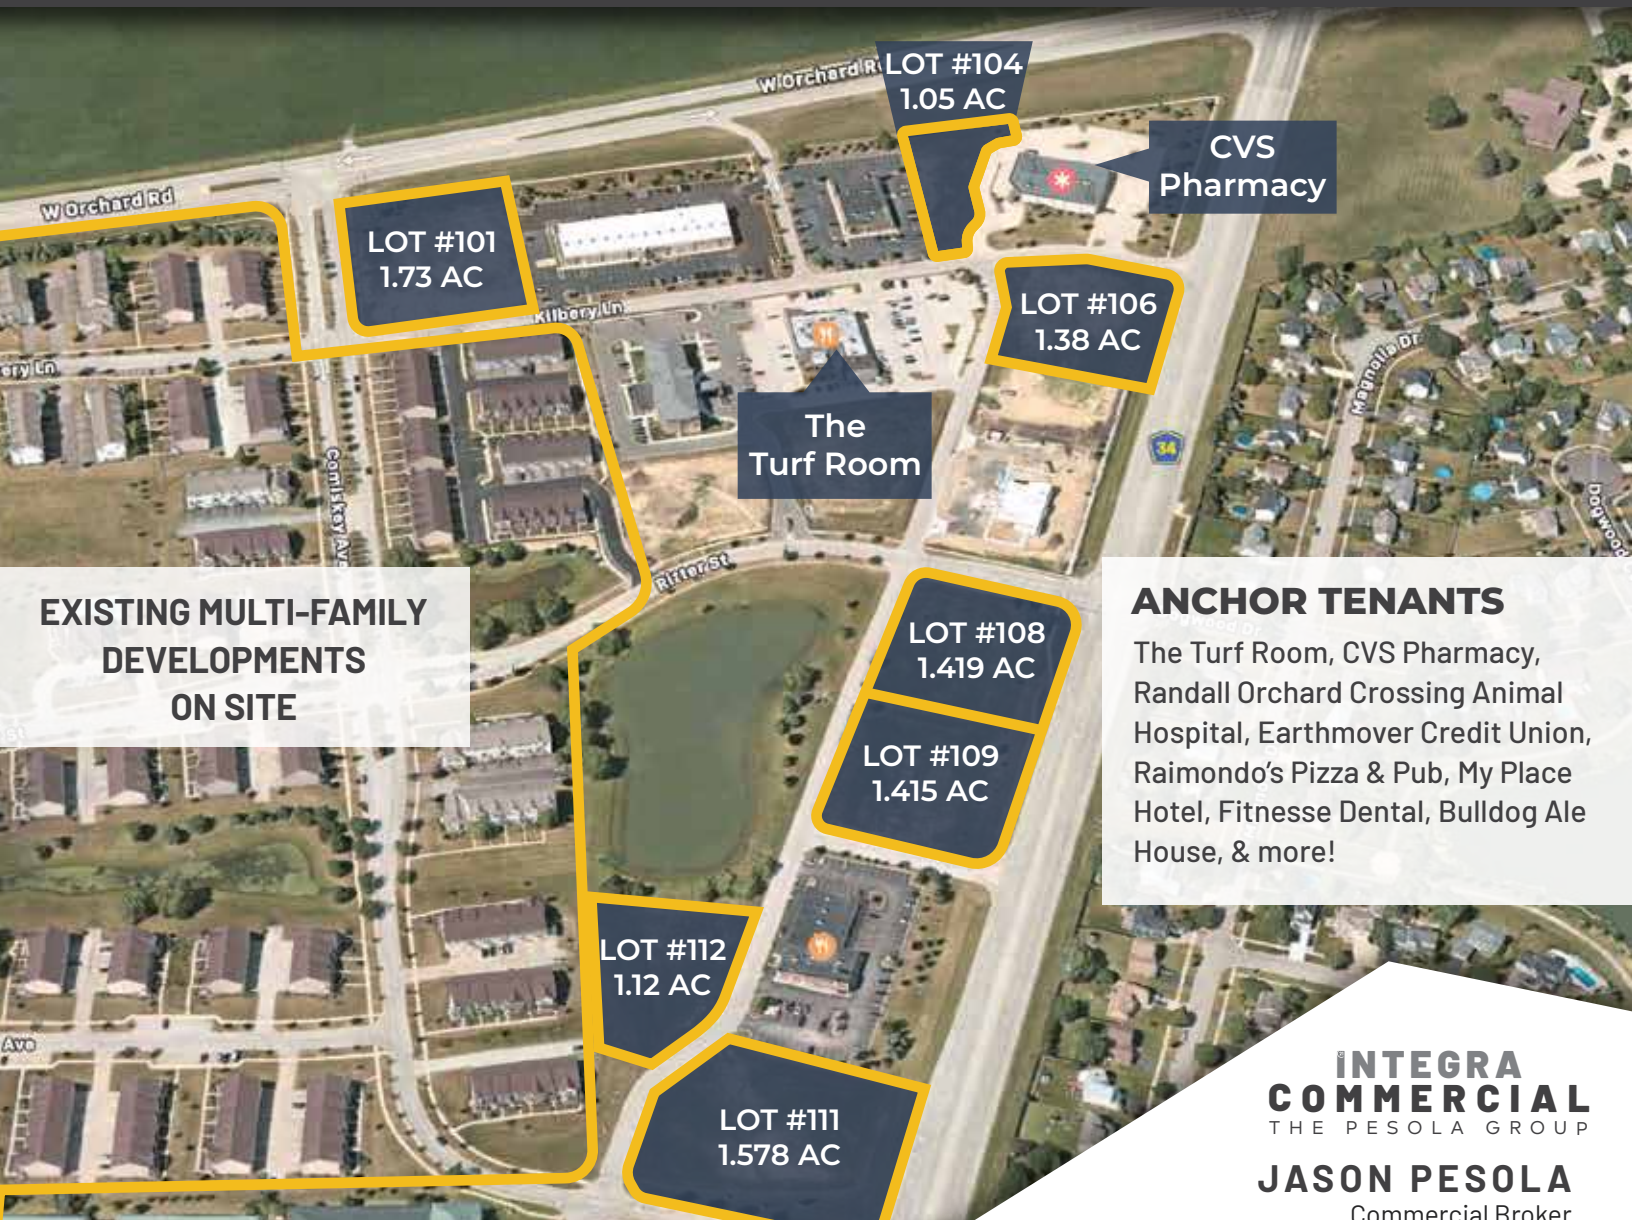 W Orchard Rd
LOT #104
1.05 AC
CVS
Pharmacy
W Orchard Rd
LOT #101
1.73 AC
Kilbery Ln
LOT #106
1.38 AC
ery Ln
Magnolia Dr
The
Turf Room
34
Comiskey Ave
Dogwood
Ritter St
EXISTING MULTI-FAMILY
DEVELOPMENTS
ON SITE
LOT #108
1.419 AC
LOT #109
1.415 AC
ANCHOR TENANTS
The Turf Room, CVS Pharmacy,
Randall Orchard Crossing Animal
Hospital, Earthmover Credit Union,
Raimondo’s Pizza & Pub, My Place
Hotel, Fitnesse Dental, Bulldog Ale
House, & more!
St
LOT #112
1.12 AC
Ave
LOT #111
1.578 AC
INTEGRA
COMMERCIAL
THE PESOLA GROUP
JASON PESOLA
Commercial Broker